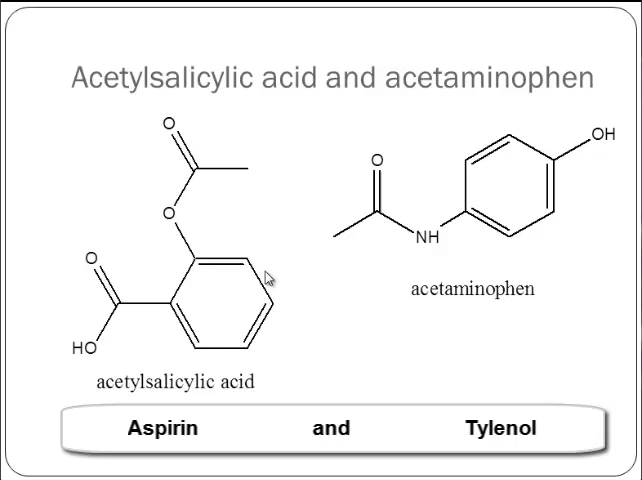 Acetylsalicylic acid and acetaminophen
O
O
O
HO
acetylsalicylic acid
O
NH
OH
acetaminophen
Aspirin and Tylenol